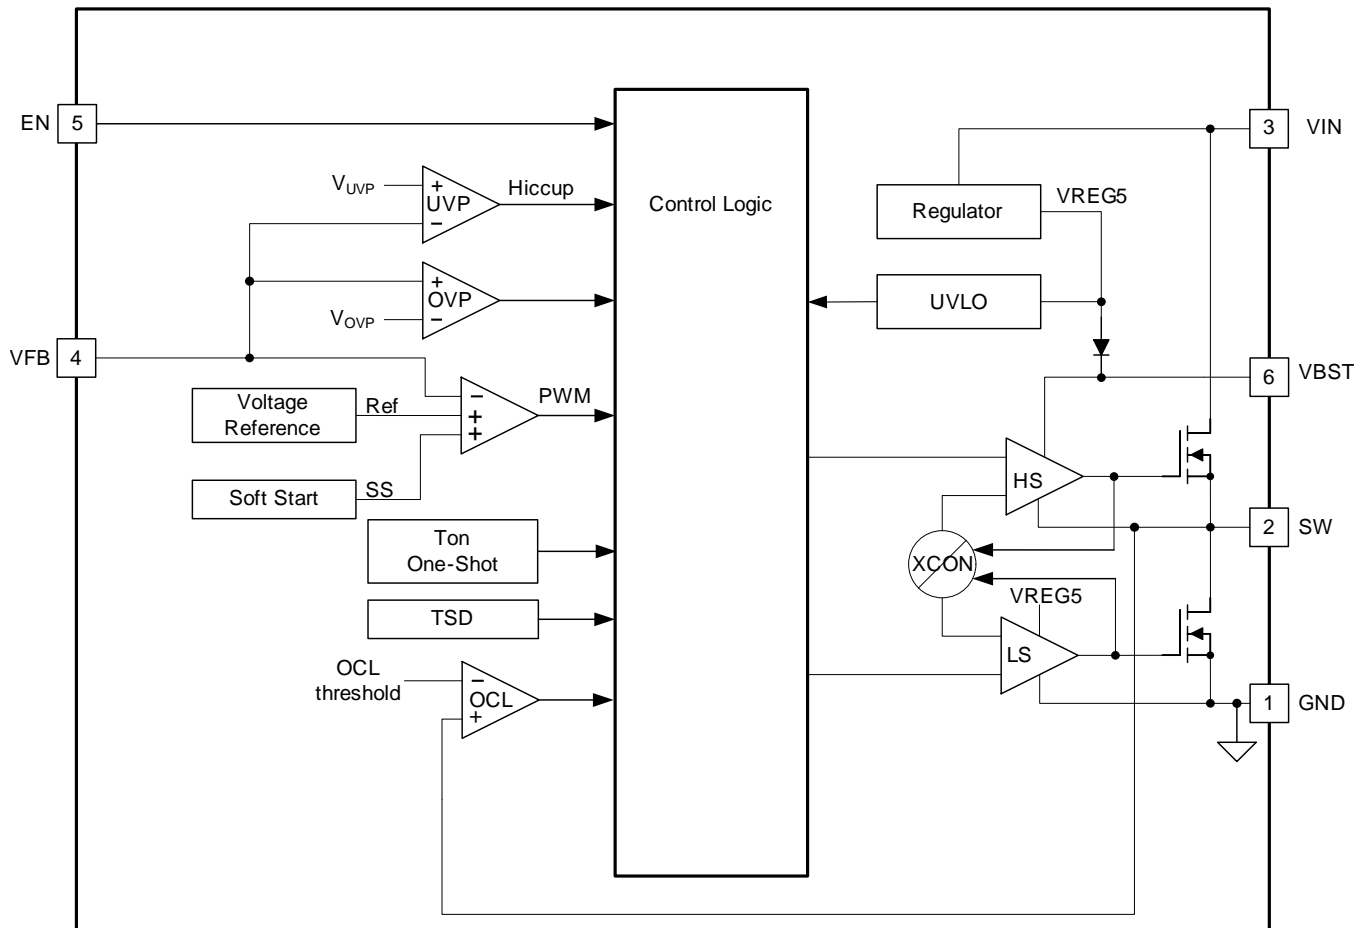 EN
5
VUVP
+
UVP
−
Hiccup
Control Logic
+
OVP
−
VOVP
VFB
4
Voltage
Reference
Ref
−
+
+
PWM
Soft Start
SS
Ton
One-Shot
TSD
OCL
threshold
−
OCL
+
3
VIN
Regulator
VREG5
UVLO
6
VBST
HS
2
SW
XCON
VREG5
LS
1
GND